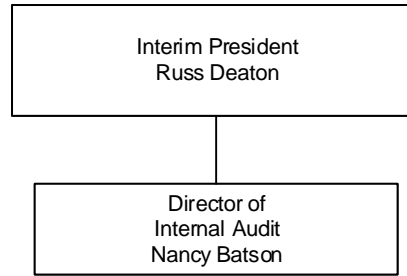 Interim President
Russ Deaton
Director of
Internal Audit
Nancy Batson